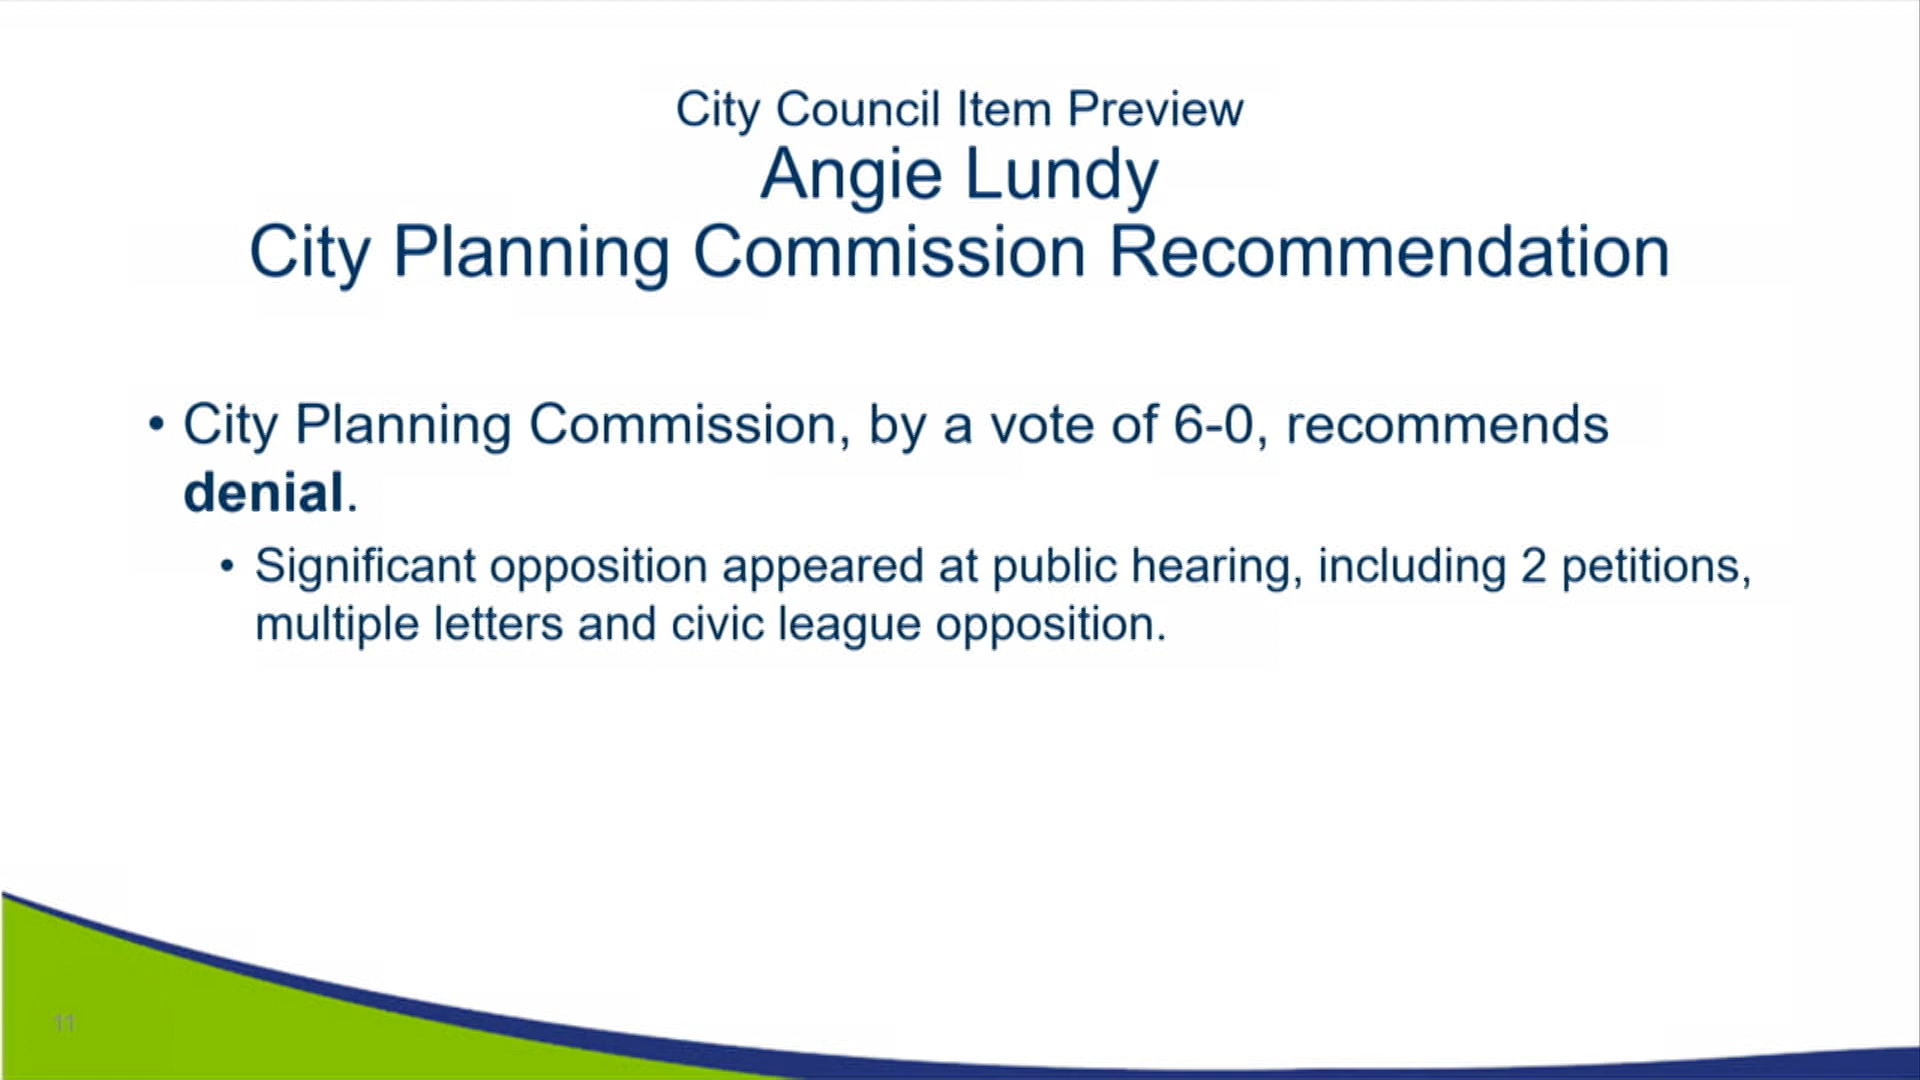 City Council Item Preview
Angie Lundy
City Planning Commission Recommendation
• City Planning Commission, by a vote of 6-0, recommends
denial.
• Significant opposition appeared at public hearing, including 2 petitions,
multiple letters and civic league opposition.
11